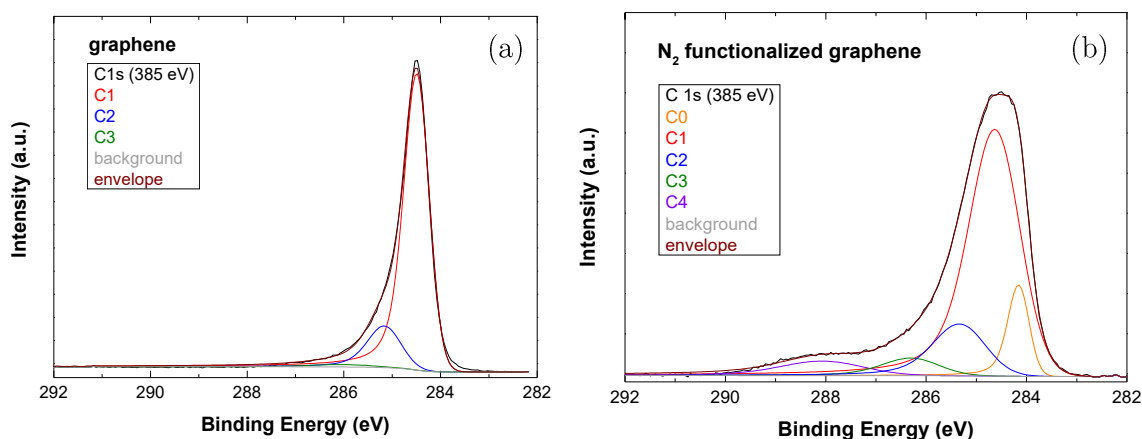 graphene
(a)
C1s (385 eV)
C1
C2
C3
background
envelope
Intensity (a.u.)
292 290 288 286 284 282
Binding Energy (eV)
N2 functionalized graphene
(b)
C 1s (385 eV)
C0
C1
C2
C3
C4
background
envelope
Intensity (a.u.)
292 290 288 286 284 282
Binding Energy (eV)